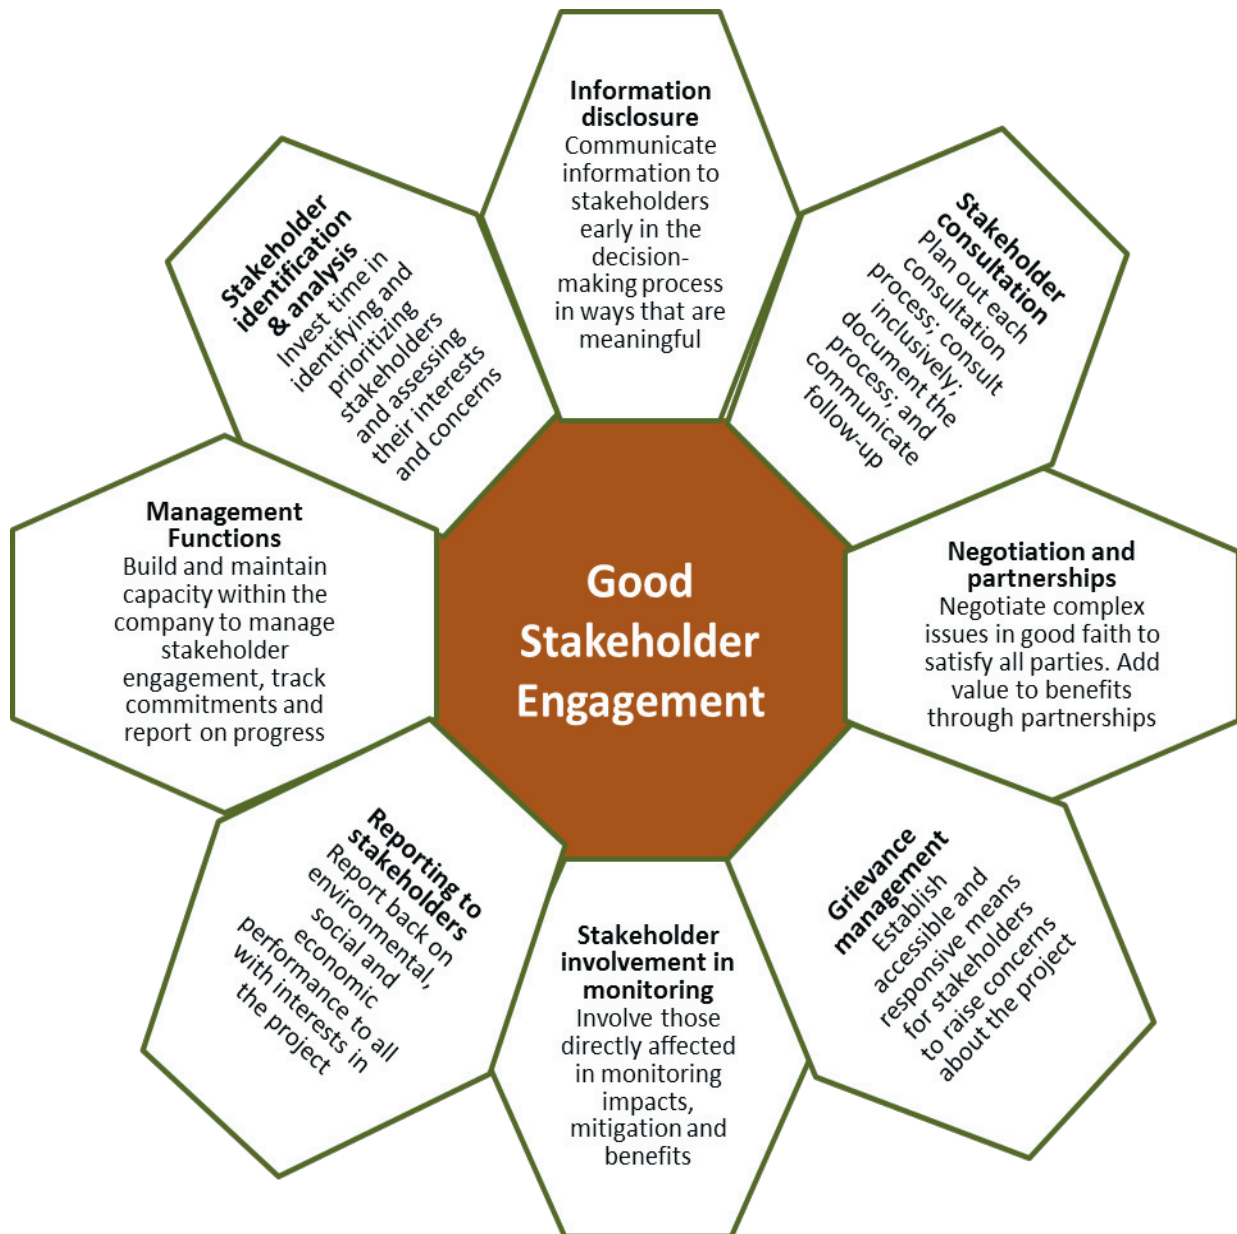 Information
disclosure
Communicate
information to
stakeholders
early in the
decision-
making process
in ways that are
meaningful
Stakeholder
consultation
Plan out each
consultation
process; consult
inclusively;
document the
process; and
communicate
follow-up
Negotiation and
partnerships
Negotiate complex
issues in good faith to
satisfy all parties. Add
value to benefits
through partnerships
Grievance
management
Establish
accessible and
responsive means
for stakeholders
to raise concerns
about the project
Stakeholder
involvement in
monitoring
Involve those
directly affected
in monitoring
impacts,
mitigation and
benefits
Reporting to
stakeholders
Report back on
environmental,
social and
economic
performance to all
with interests in
the project
Management
Functions
Build and maintain
capacity within the
company to manage
stakeholder
engagement, track
commitments and
report on progress
Stakeholder
identification
& analysis
Invest time in
identifying and
prioritizing
stakeholders
and assessing
their interests
and concerns
Good
Stakeholder
Engagement